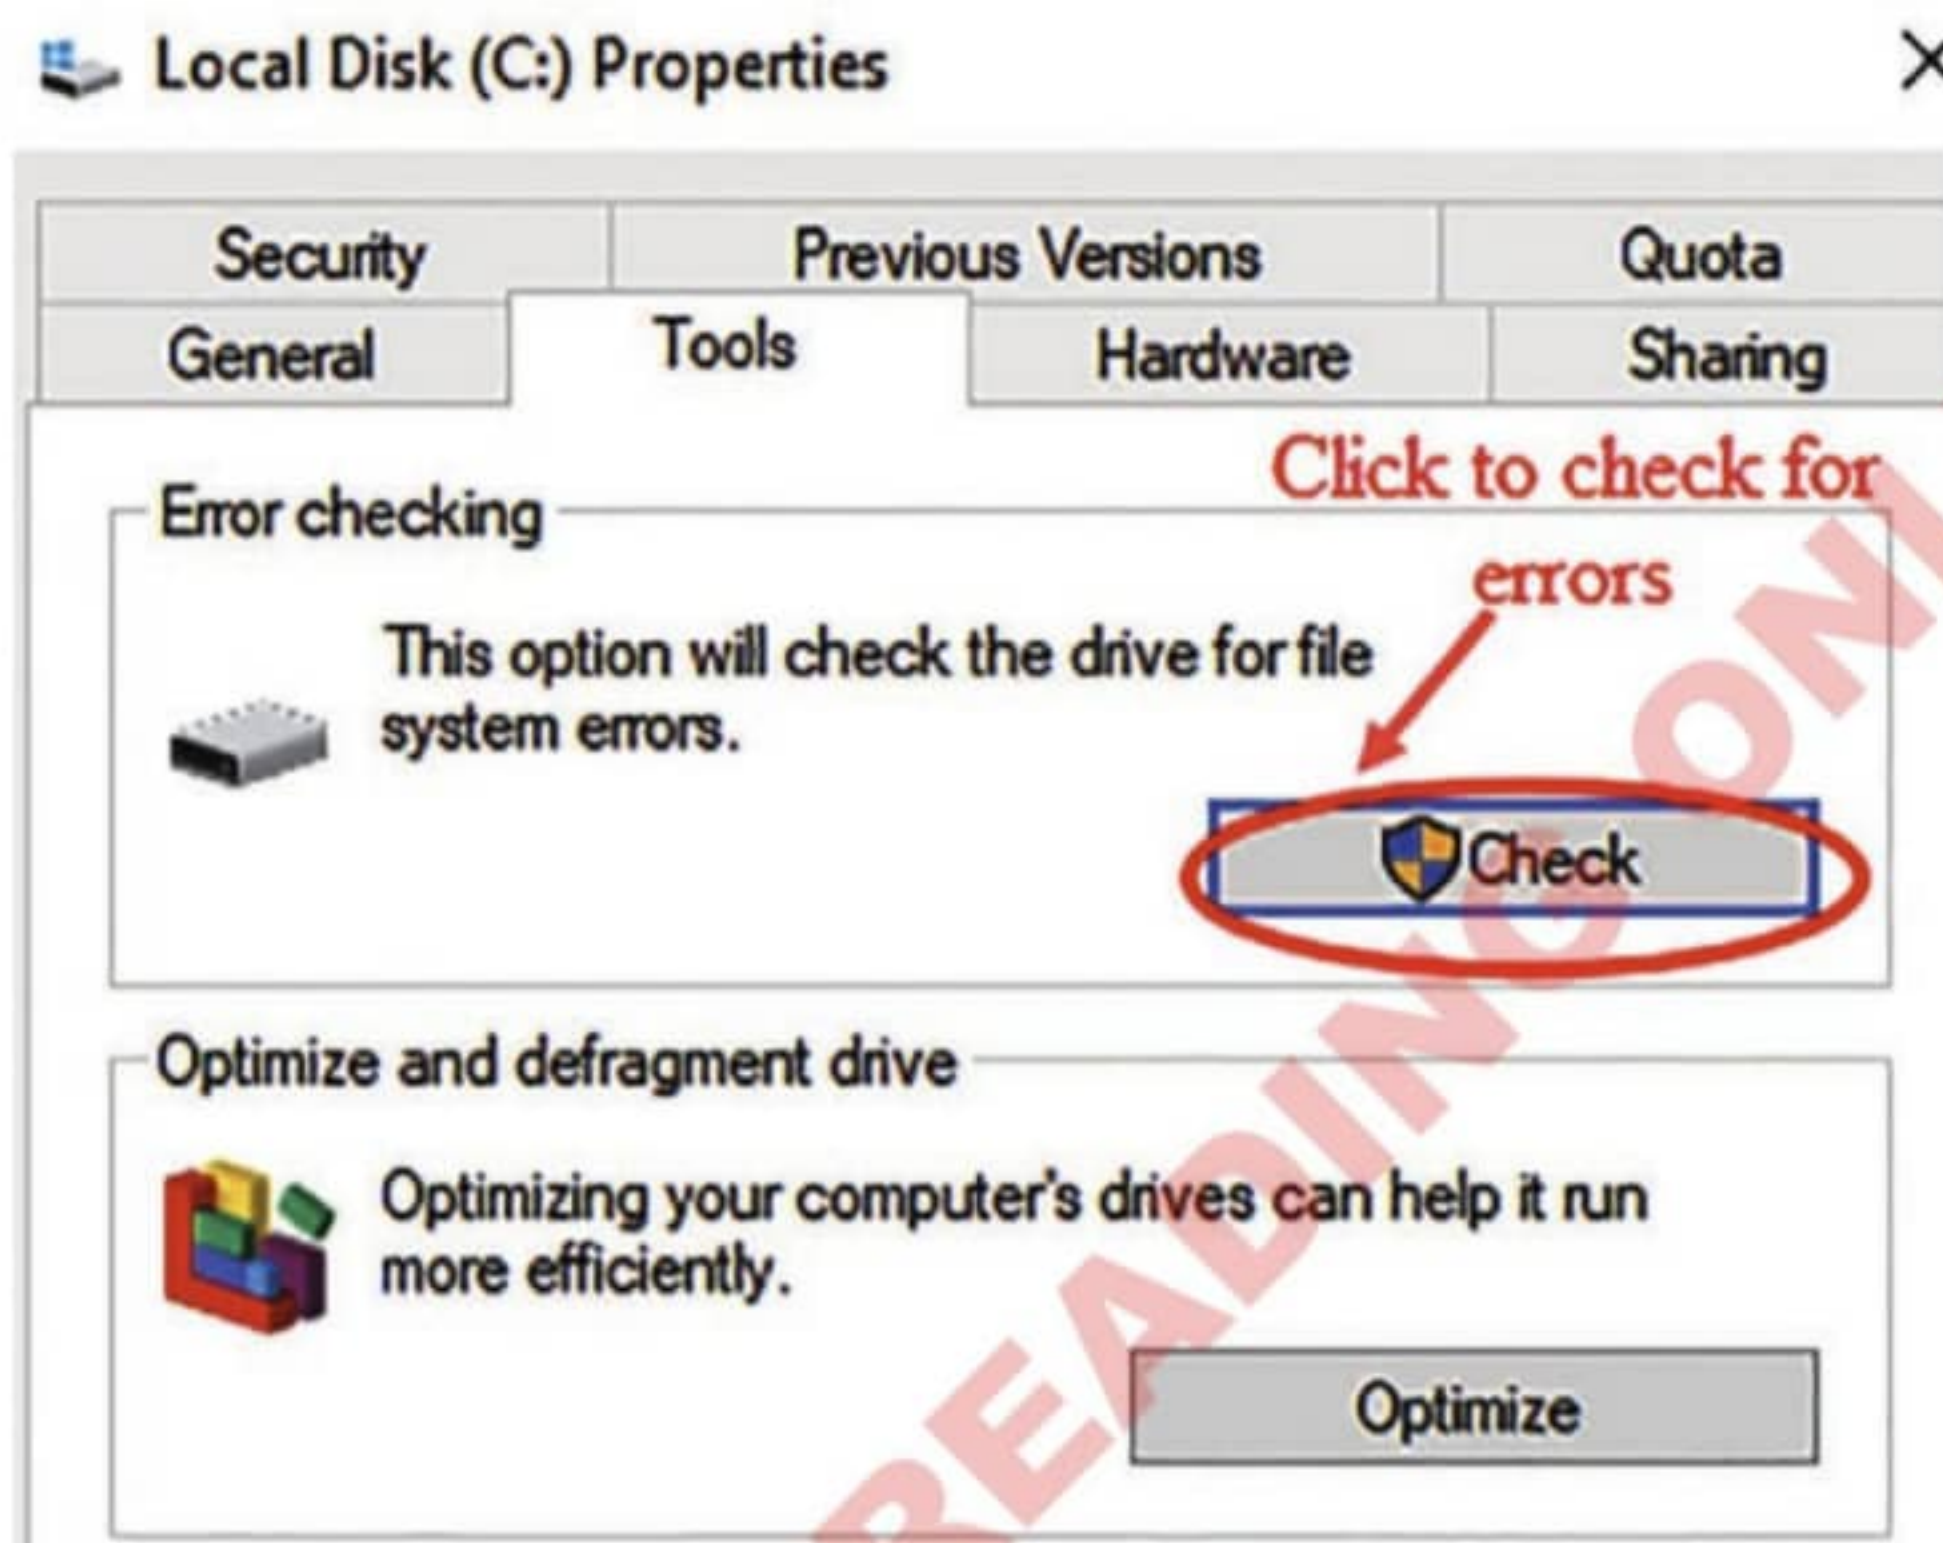 Local Disk (C:) Properties
Security Previous Versions Quota
General Tools Hardware Sharing
Click to check for
Error checking
errors
This option will check the drive for file
system errors.
Check
Optimize and defragment drive
Optimizing your computer's drives can help it run
more efficiently.
Optimize
READING ON